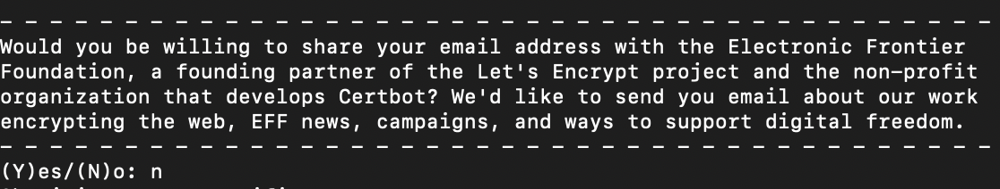 - - - - - - - - - - - - - - - - - - - - - - - - - - - - - - - - - - - - - - - -
Would you be willing to share your email address with the Electronic Frontier
Foundation, a founding partner of the Let's Encrypt project and the non-profit
organization that develops Certbot? We'd like to send you email about our work
encrypting the web, EFF news, campaigns, and ways to support digital freedom.
- - - - - - - - - - - - - - - - - - - - - - - - - - - - - - - - - - - - - - - -
(Y)es/(N)o: n